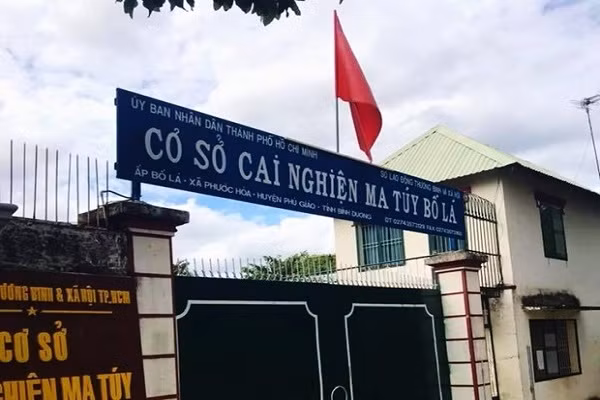 ỦY BAN NHÂN DÂN THÀNH PHỐ HỒ CHÍ MINH
SỞ LAO ĐỘNG THƯƠNG BINH VÀ XÃ HỘI
CƠ SỞ CAI NGHIỆN MA TÚY BỐ LÁ
ẤP BỐ LÁ - XÃ PHƯỚC HÒA - HUYỆN PHÚ GIÁO - TỈNH BÌNH DƯƠNG
ƯƠNG BINH & XÃ HỘI TP.HCM
CƠ SỞ
GHIỆN MA TÚY